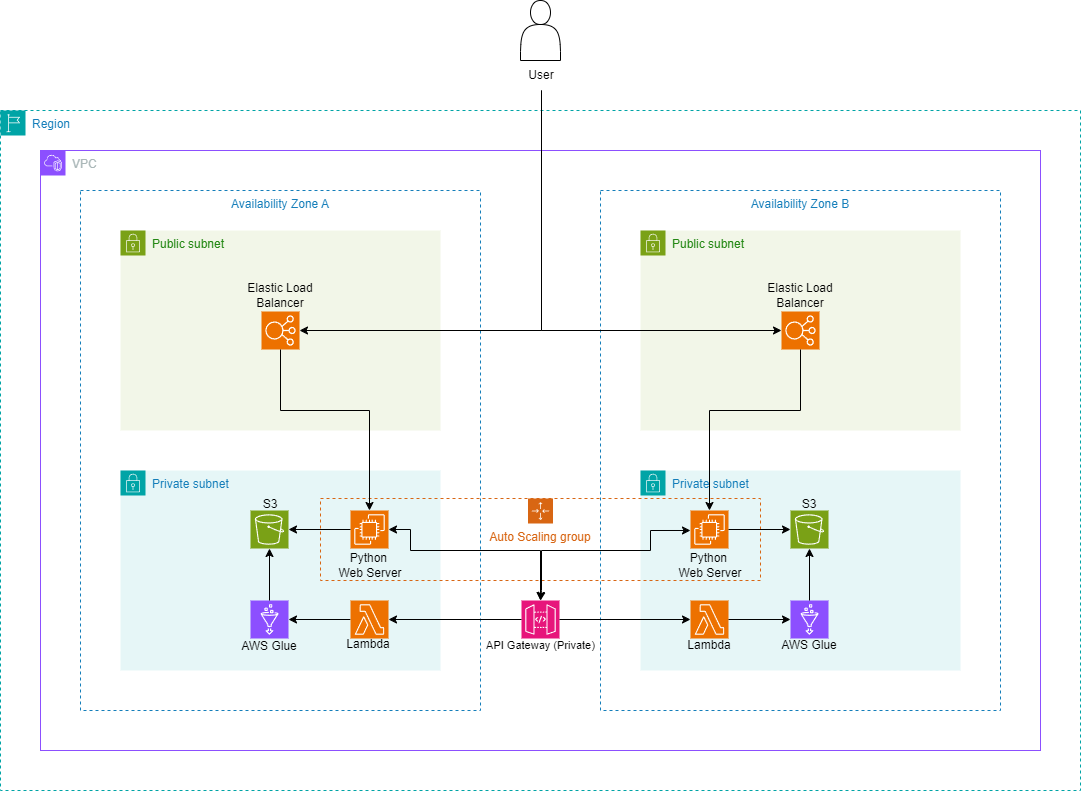 User
Region
VPC
Availability Zone A
Availability Zone B
Public subnet
Public subnet
Elastic Load
Balancer
Elastic Load
Balancer
Private subnet
Private subnet
S3
S3
Auto Scaling group
Python
Web Server
Python
Web Server
AWS Glue
Lambda
API Gateway (Private)
Lambda
AWS Glue